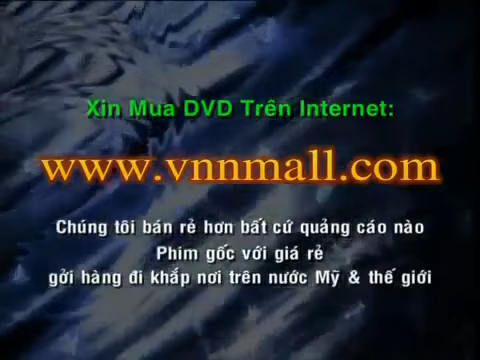 Xin Mua DVD Trên Internet:
www.vnnmall.com
Chúng tôi bán rẻ hơn bất cứ quảng cáo nào
Phim gốc với giá rẻ
gởi hàng đi khắp nơi trên nước Mỹ & thế giới